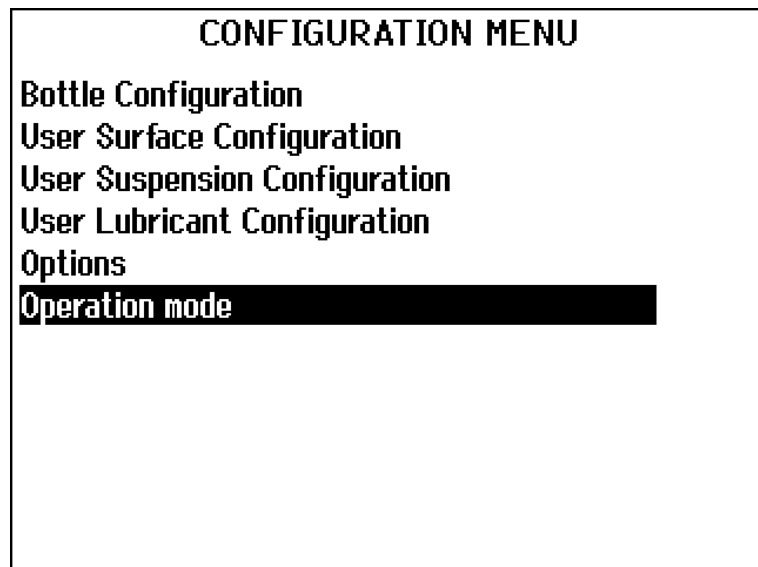 CONFIGURATION MENU
Bottle Configuration
User Surface Configuration
User Suspension Configuration
User Lubricant Configuration
Options
Operation mode